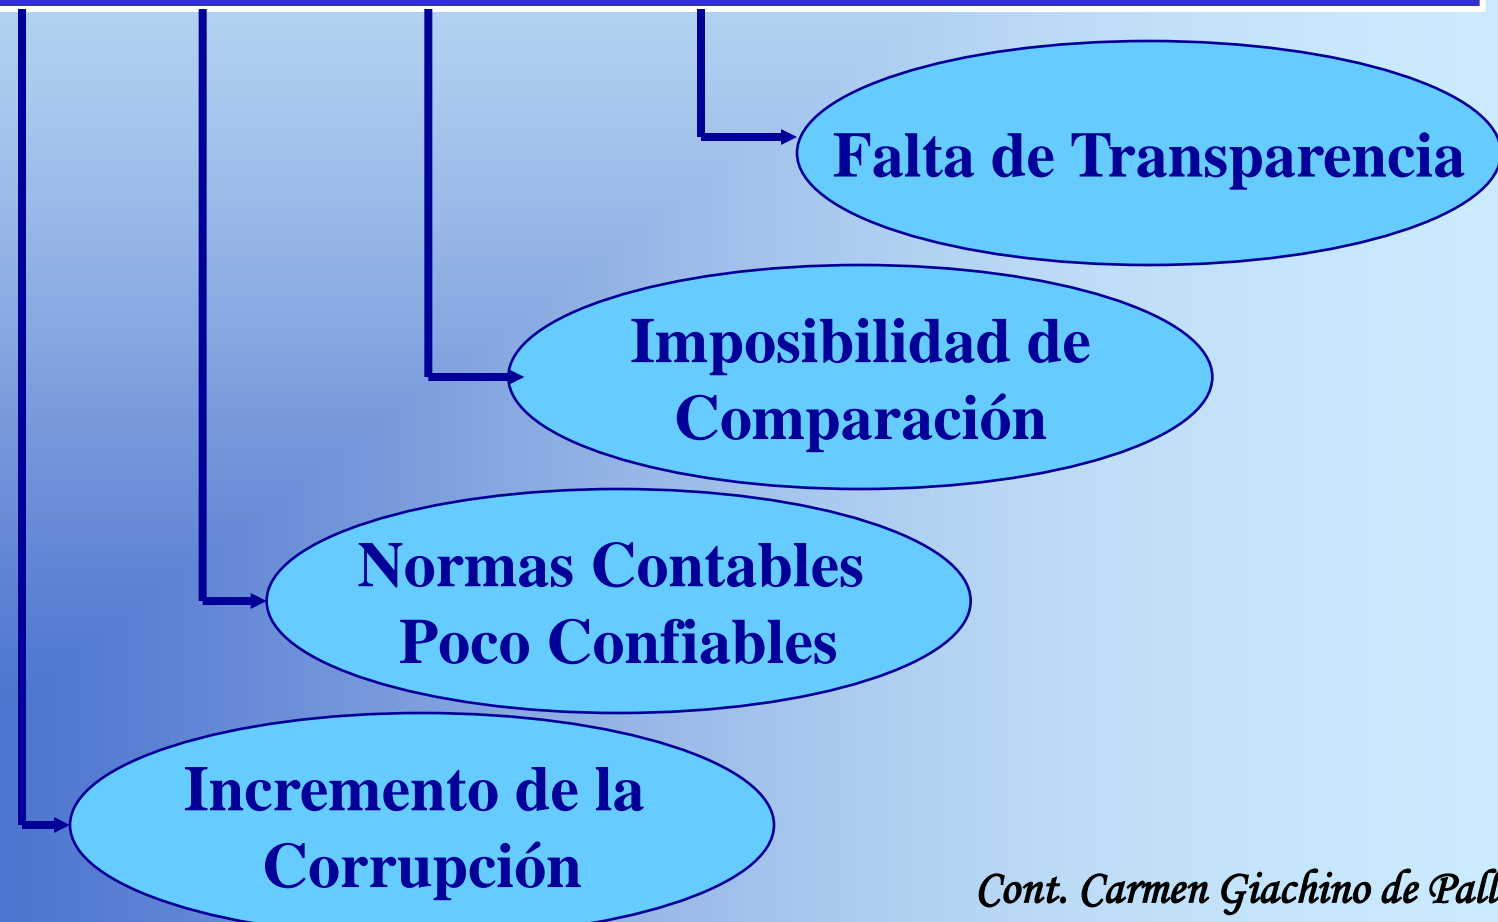 Falta de Transparencia
Imposibilidad de
Comparación
Normas Contables
Poco Confiables
Incremento de la
Corrupción
Cont. Carmen Giachino de